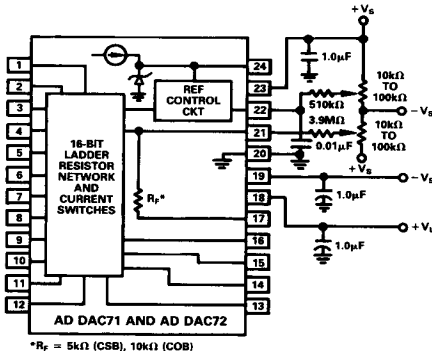 +VS
1.0μF
1
24
2
23
10kΩ
TO
100kΩ
3
REF
CONTROL
CKT
22
510kΩ
-VS
3.9MΩ
4
16-BIT
LADDER
RESISTOR
NETWORK
AND
CURRENT
SWITCHES
21
0.01μF
10kΩ
TO
100kΩ
5
20
+VS
6
19
-VS
7
RF*
18
1.0μF
8
17
+VL
9
16
1.0μF
10
15
11
14
12
13
AD DAC71 AND AD DAC72
*RF = 5kΩ (CSB), 10kΩ (COB)